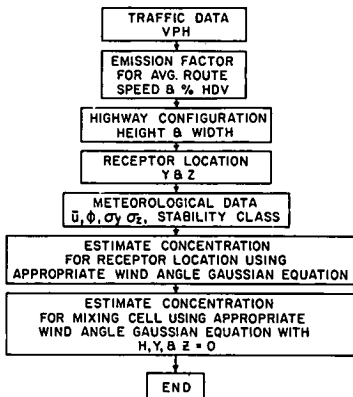 TRAFFIC DATA
VPH
EMISSION FACTOR
FOR AVG. ROUTE
SPEED & % HDV
HIGHWAY CONFIGURATION
HEIGHT & WIDTH
RECEPTOR LOCATION
Y & Z
METEOROLOGICAL DATA
ū, ϕ, σy σz, STABILITY CLASS
ESTIMATE CONCENTRATION
FOR RECEPTOR LOCATION USING
APPROPRIATE WIND ANGLE GAUSSIAN EQUATION
ESTIMATE CONCENTRATION
FOR MIXING CELL USING APPROPRIATE
WIND ANGLE GAUSSIAN EQUATION WITH
H,Y, & Z = 0
END